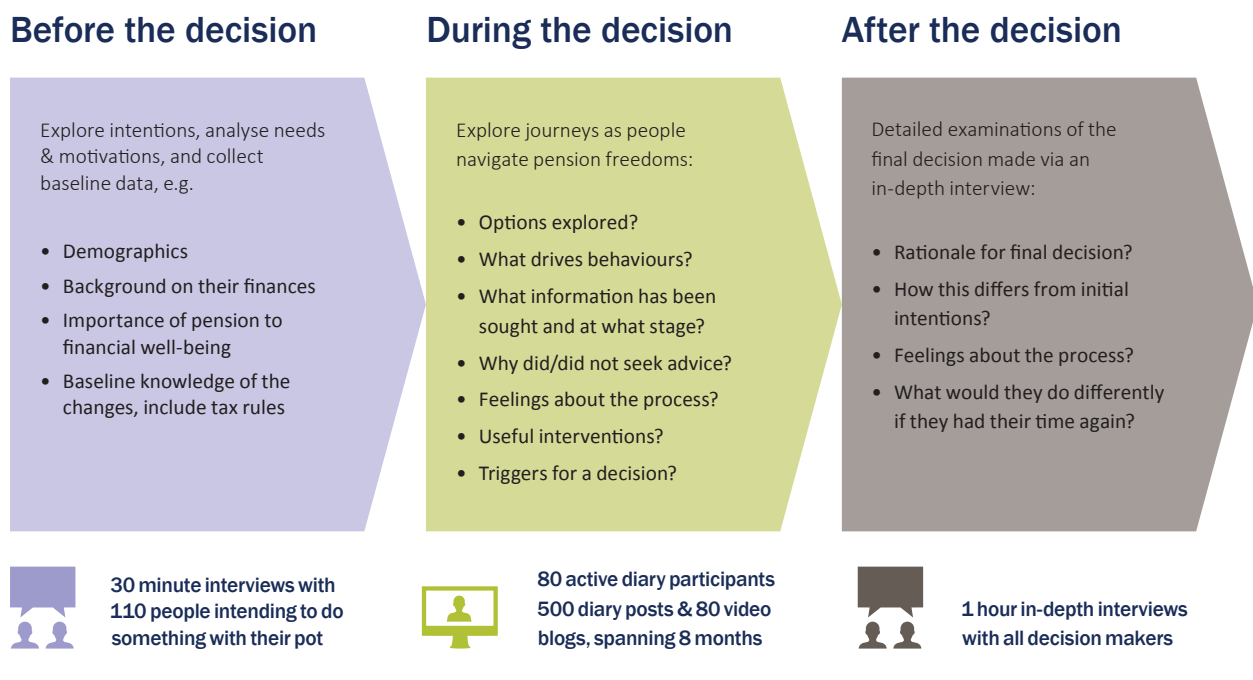 Before the decision
Explore intentions, analyse needs
& motivations, and collect
baseline data, e.g.
• Demographics
• Background on their finances
• Importance of pension to
financial well-being
• Baseline knowledge of the
changes, include tax rules
30 minute interviews with
110 people intending to do
something with their pot
During the decision
Explore journeys as people
navigate pension freedoms:
• Options explored?
• What drives behaviours?
• What information has been
sought and at what stage?
• Why did/did not seek advice?
• Feelings about the process?
• Useful interventions?
• Triggers for a decision?
80 active diary participants
500 diary posts & 80 video
blogs, spanning 8 months
After the decision
Detailed examinations of the
final decision made via an
in-depth interview:
• Rationale for final decision?
• How this differs from initial
intentions?
• Feelings about the process?
• What would they do differently
if they had their time again?
1 hour in-depth interviews
with all decision makers